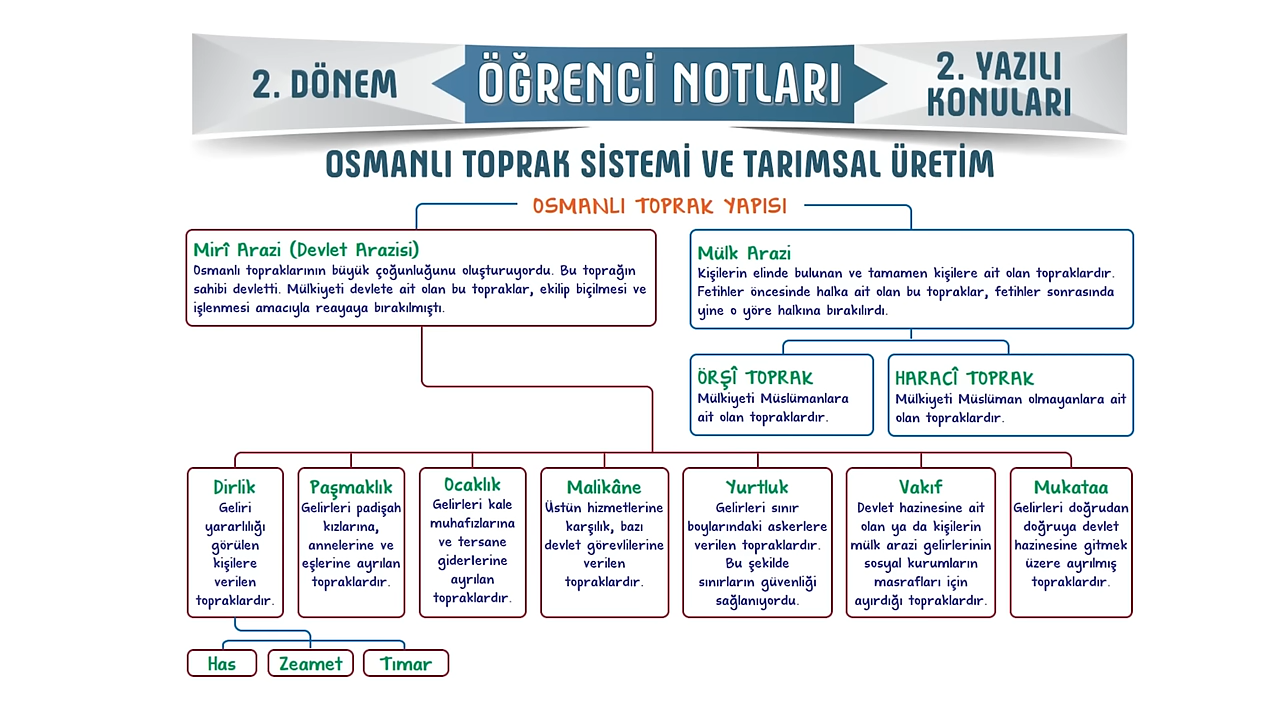 2. DÖNEM
ÖĞRENCİ NOTLARI
2. YAZILI
KONULARI
OSMANLI TOPRAK SİSTEMİ VE TARIMSAL ÜRETİM
OSMANLI TOPRAK YAPISI
Mirî Arazi (Devlet Arazisi)
Osmanlı topraklarının büyük çoğunluğunu oluşturuyordu. Bu toprağın
sahibi devletti. Mülkiyeti devlete ait olan bu topraklar, ekilip biçilmesi ve
işlenmesi amacıyla reayaya bırakılmıştı.
Mülk Arazi
Kişilerin elinde bulunan ve tamamen kişilere ait olan topraklardır.
Fetihler öncesinde halka ait olan bu topraklar, fetihler sonrasında
yine o yöre halkına bırakılırdı.
ÖRŞÎ TOPRAK
Mülkiyeti Müslümanlara
ait olan topraklardır.
HARACÎ TOPRAK
Mülkiyeti Müslüman olmayanlara ait
olan topraklardır.
Dirlik
Geliri
yararlılığı
görülen
kişilere
verilen
topraklardır.
Paşmaklık
Gelirleri padişah
kızlarına,
annelerine ve
eşlerine ayrılan
topraklardır.
Ocaklık
Gelirleri kale
muhafızlarına
ve tersane
giderlerine
ayrılan
topraklardır.
Malikâne
Üstün hizmetlerine
karşılık, bazı
devlet görevlilerine
verilen
topraklardır.
Yurtluk
Gelirleri sınır
boylarındaki askerlere
verilen topraklardır.
Bu şekilde
sınırların güvenliği
sağlanıyordu.
Vakıf
Devlet hazinesine ait
olan ya da kişilerin
mülk arazi gelirlerinin
sosyal kurumların
masrafları için
ayırdığı topraklardır.
Mukataa
Gelirleri doğrudan
doğruya devlet
hazinesine gitmek
üzere ayrılmış
topraklardır.
Has
Zeamet
Tımar